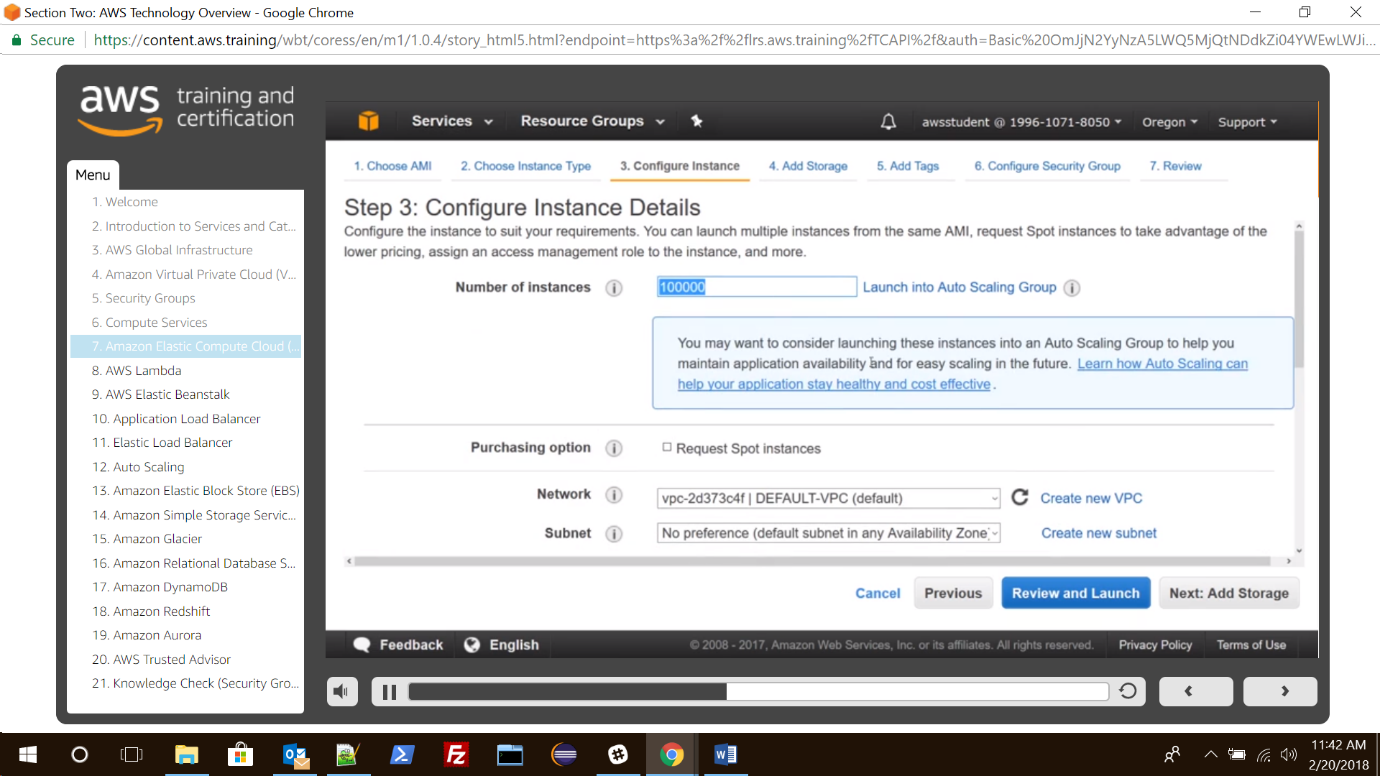 Section Two: AWS Technology Overview - Google Chrome
Secure https://content.aws.training/wbt/coress/en/m1/1.0.4/story_html5.html?endpoint=https%3a%2f%2flrs.aws.training%2fTCAPI%2f&auth=Basic%20OmJjN2YyNzA5LWQ5MjQtNDdkZi04YWEwLWJi...
aws training and certification
Menu
1. Welcome
2. Introduction to Services and Cat...
3. AWS Global Infrastructure
4. Amazon Virtual Private Cloud (V...
5. Security Groups
6. Compute Services
7. Amazon Elastic Compute Cloud (...
8. AWS Lambda
9. AWS Elastic Beanstalk
10. Application Load Balancer
11. Elastic Load Balancer
12. Auto Scaling
13. Amazon Elastic Block Store (EBS)
14. Amazon Simple Storage Servic...
15. Amazon Glacier
16. Amazon Relational Database S...
17. Amazon DynamoDB
18. Amazon Redshift
19. Amazon Aurora
20. AWS Trusted Advisor
21. Knowledge Check (Security Gro...
Services Resource Groups awsstudent @ 1996-1071-8050 Oregon Support
1. Choose AMI 2. Choose Instance Type 3. Configure Instance 4. Add Storage 5. Add Tags 6. Configure Security Group 7. Review
Step 3: Configure Instance Details
Configure the instance to suit your requirements. You can launch multiple instances from the same AMI, request Spot instances to take advantage of the
lower pricing, assign an access management role to the instance, and more.
Number of instances 100000 Launch into Auto Scaling Group
You may want to consider launching these instances into an Auto Scaling Group to help you
maintain application availability and for easy scaling in the future. Learn how Auto Scaling can
help your application stay healthy and cost effective.
Purchasing option Request Spot instances
Network vpc-2d373c4f | DEFAULT-VPC (default) Create new VPC
Subnet No preference (default subnet in any Availability Zone) Create new subnet
Cancel Previous Review and Launch Next: Add Storage
Feedback English © 2008 - 2017, Amazon Web Services, Inc. or its affiliates. All rights reserved. Privacy Policy Terms of Use
11:42 AM
2/20/2018